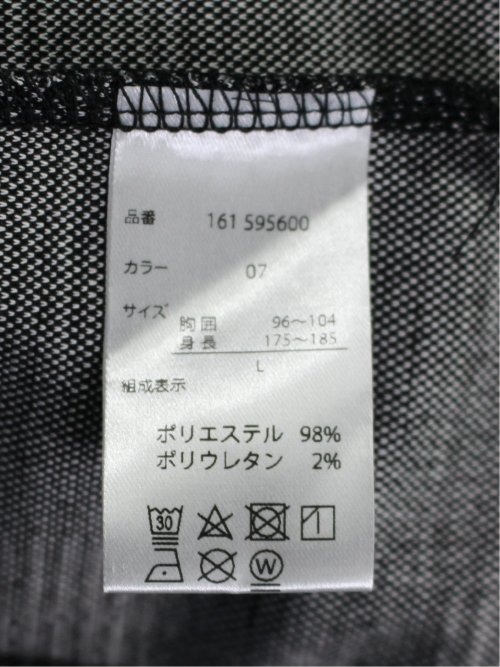 品番 161 595600
カラー 07
サイズ
胸囲 96～104
身長 175～185
L
組成表示
ポリエステル 98%
ポリウレタン 2%
30
W